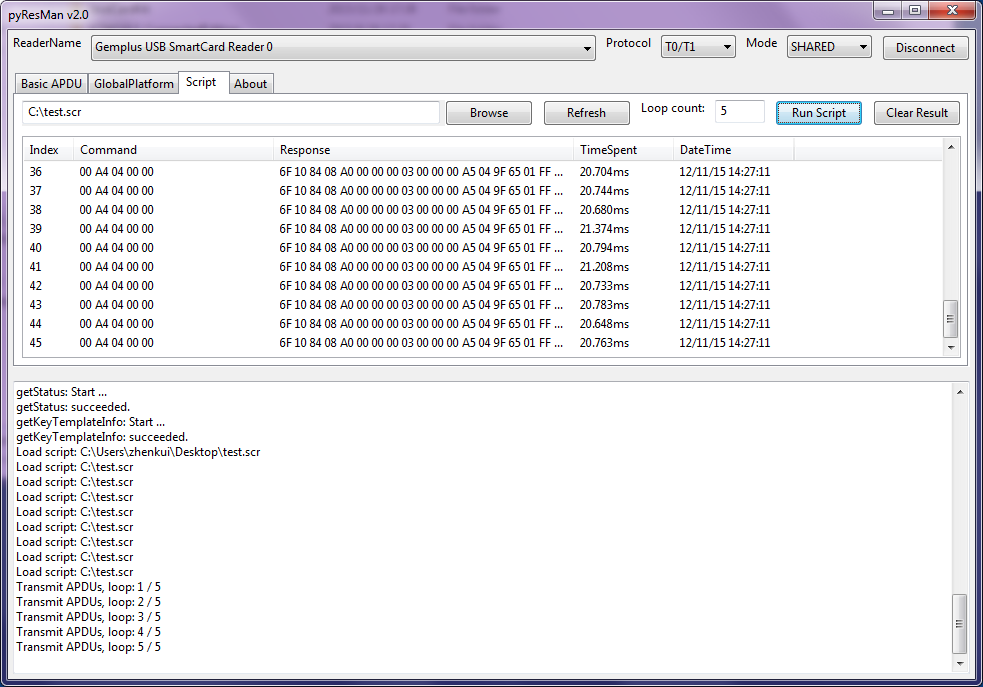 pyResMan v2.0
ReaderName Gemplus USB SmartCard Reader 0 Protocol T0/T1 Mode SHARED Disconnect
Basic APDU GlobalPlatform Script About
C:\test.scr Browse Refresh Loop count: 5 Run Script Clear Result
Index Command Response TimeSpent DateTime
36 00 A4 04 00 00 6F 10 84 08 A0 00 00 00 03 00 00 00 A5 04 9F 65 01 FF ... 20.704ms 12/11/15 14:27:11
37 00 A4 04 00 00 6F 10 84 08 A0 00 00 00 03 00 00 00 A5 04 9F 65 01 FF ... 20.744ms 12/11/15 14:27:11
38 00 A4 04 00 00 6F 10 84 08 A0 00 00 00 03 00 00 00 A5 04 9F 65 01 FF ... 20.680ms 12/11/15 14:27:11
39 00 A4 04 00 00 6F 10 84 08 A0 00 00 00 03 00 00 00 A5 04 9F 65 01 FF ... 21.374ms 12/11/15 14:27:11
40 00 A4 04 00 00 6F 10 84 08 A0 00 00 00 03 00 00 00 A5 04 9F 65 01 FF ... 20.794ms 12/11/15 14:27:11
41 00 A4 04 00 00 6F 10 84 08 A0 00 00 00 03 00 00 00 A5 04 9F 65 01 FF ... 21.208ms 12/11/15 14:27:11
42 00 A4 04 00 00 6F 10 84 08 A0 00 00 00 03 00 00 00 A5 04 9F 65 01 FF ... 20.733ms 12/11/15 14:27:11
43 00 A4 04 00 00 6F 10 84 08 A0 00 00 00 03 00 00 00 A5 04 9F 65 01 FF ... 20.783ms 12/11/15 14:27:11
44 00 A4 04 00 00 6F 10 84 08 A0 00 00 00 03 00 00 00 A5 04 9F 65 01 FF ... 20.648ms 12/11/15 14:27:11
45 00 A4 04 00 00 6F 10 84 08 A0 00 00 00 03 00 00 00 A5 04 9F 65 01 FF ... 20.763ms 12/11/15 14:27:11
getStatus: Start ...
getStatus: succeeded.
getKeyTemplateInfo: Start ...
getKeyTemplateInfo: succeeded.
Load script: C:\Users\zhenkui\Desktop\test.scr
Load script: C:\test.scr
Load script: C:\test.scr
Load script: C:\test.scr
Load script: C:\test.scr
Load script: C:\test.scr
Load script: C:\test.scr
Load script: C:\test.scr
Load script: C:\test.scr
Transmit APDUs, loop: 1 / 5
Transmit APDUs, loop: 2 / 5
Transmit APDUs, loop: 3 / 5
Transmit APDUs, loop: 4 / 5
Transmit APDUs, loop: 5 / 5